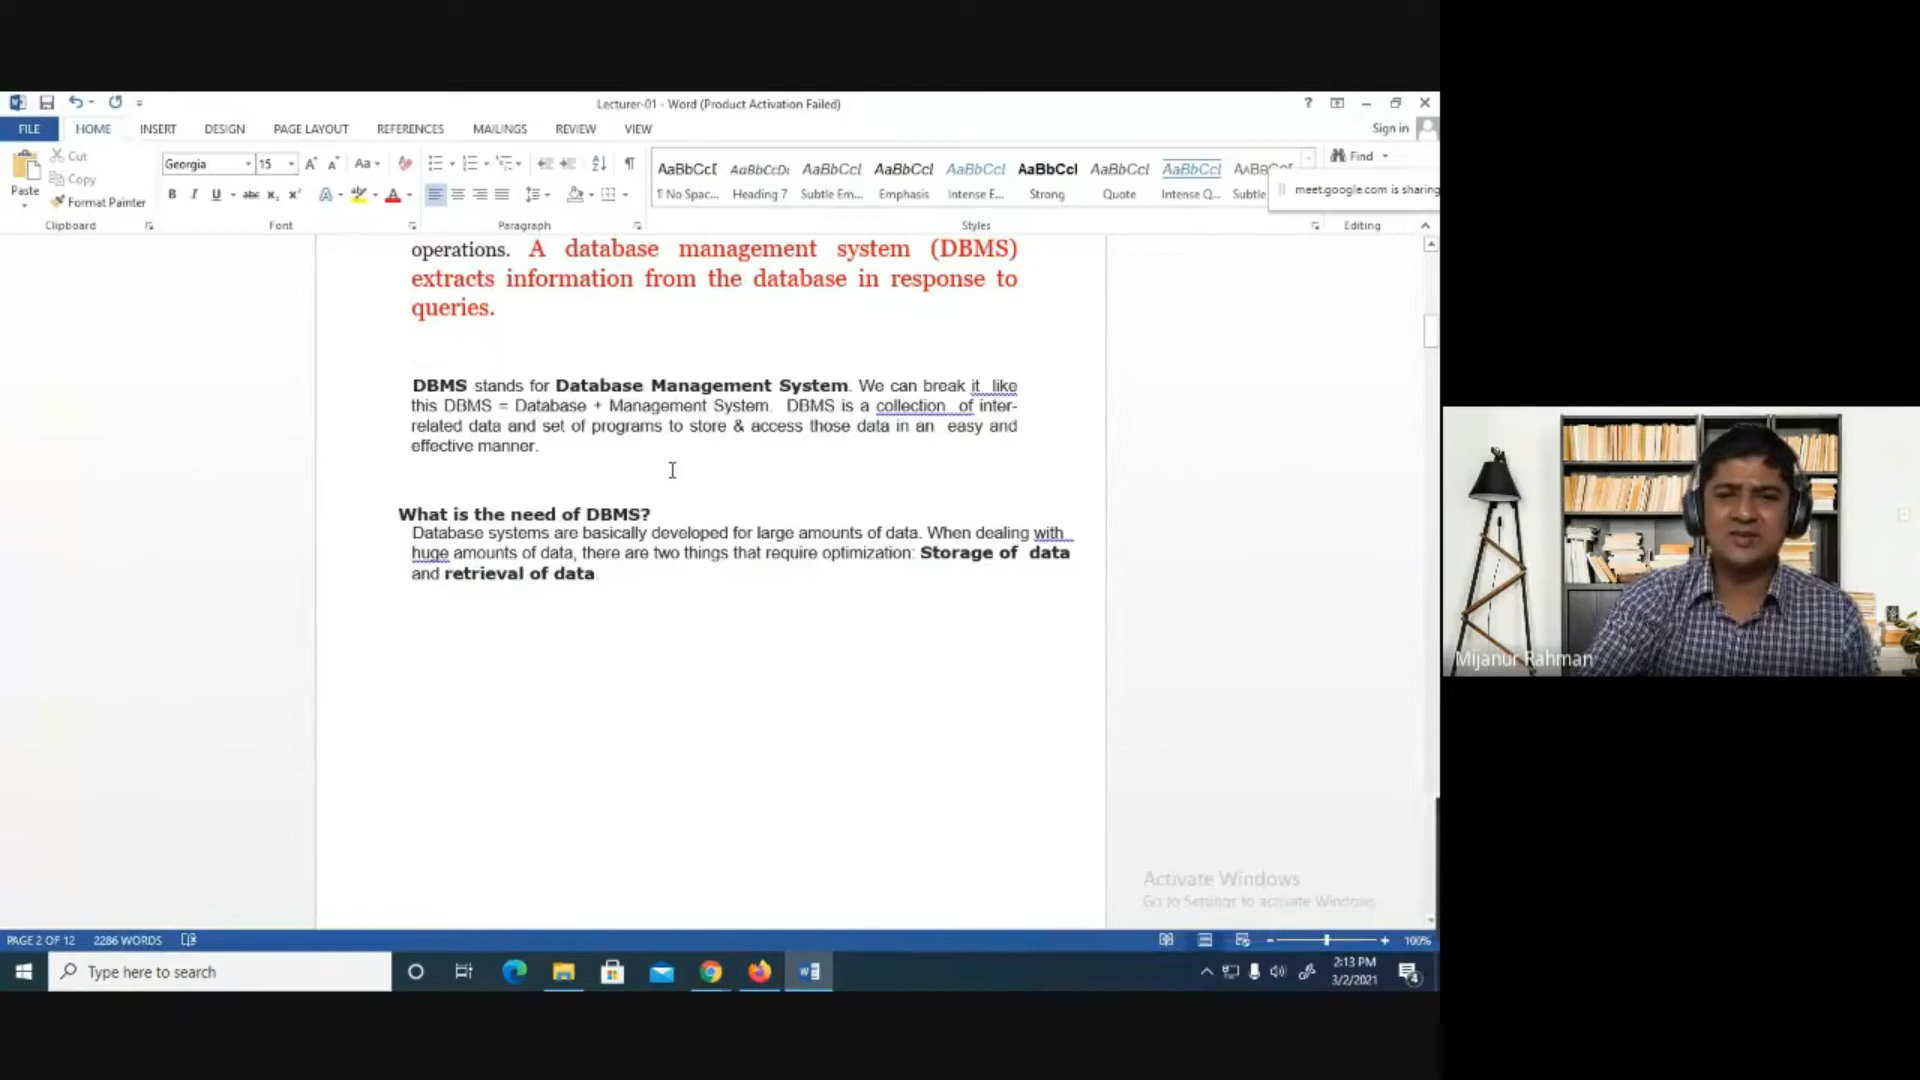 Lecturer-01 - Word (Product Activation Failed)
FILE HOME INSERT DESIGN PAGE LAYOUT REFERENCES MAILINGS REVIEW VIEW Sign in
Cut
Copy
Format Painter
Paste
Georgia 15
AaBbCcI AaBbCcDt AaBbCcI AaBbCcI AaBbCcI AaBbCcI AaBbCcI AaBbCcI
¶ No Spac... Heading 7 Subtle Em... Emphasis Intense E... Strong Quote Intense Q... Subtle
Find
meet.google.com is sharing
Clipboard Font Paragraph Styles Editing
operations. A database management system (DBMS)
extracts information from the database in response to
queries.
DBMS stands for Database Management System. We can break it like
this DBMS = Database + Management System. DBMS is a collection of inter-
related data and set of programs to store & access those data in an easy and
effective manner.
What is the need of DBMS?
Database systems are basically developed for large amounts of data. When dealing with
huge amounts of data, there are two things that require optimization: Storage of data
and retrieval of data.
Mijanur Rahman
Activate Windows
Go to Settings to activate Windows.
PAGE 2 OF 12 2286 WORDS 100%
Type here to search
2:13 PM
3/2/2021
4